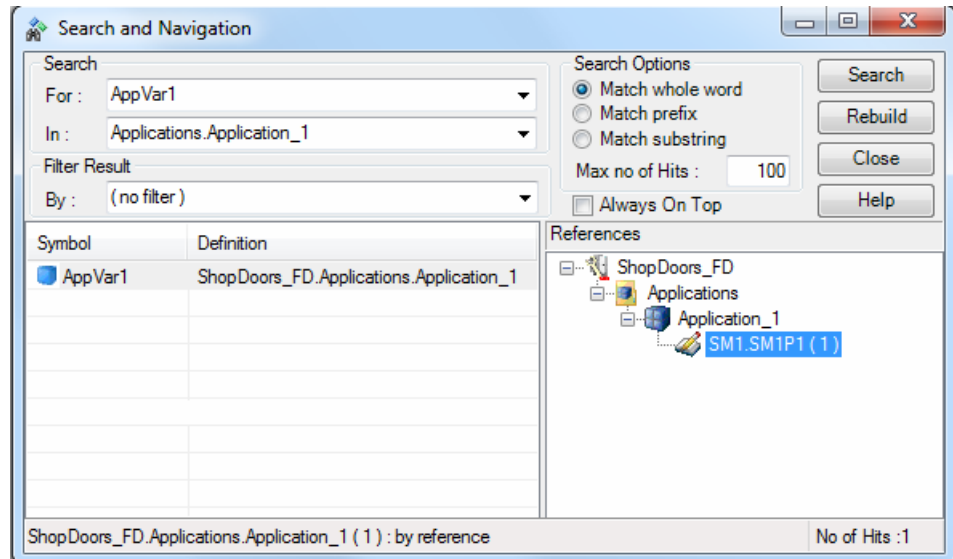 Search and Navigation
Search
For : AppVar1
In : Applications.Application_1
Filter Result
By : ( no filter )
Search Options
Match whole word
Match prefix
Match substring
Max no of Hits : 100
Always On Top
Search
Rebuild
Close
Help
Symbol Definition
AppVar1 ShopDoors_FD.Applications.Application_1
References
ShopDoors_FD
Applications
Application_1
SM1.SM1P1 ( 1 )
ShopDoors_FD.Applications.Application_1 ( 1 ) : by reference
No of Hits :1